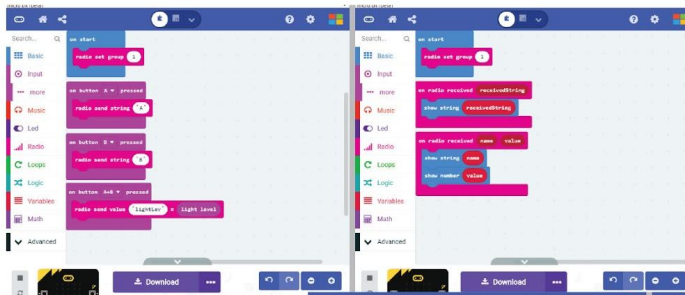 Search...
Basic
Input
more
Music
Led
Radio
Loops
Logic
Variables
Math
Advanced
on start
radio set group 1
on button A pressed
radio send string "A"
on button B pressed
radio send string "B"
on button A+B pressed
radio send value "lightLev" = light level
Download
Search...
Basic
Input
more
Music
Led
Radio
Loops
Logic
Variables
Math
Advanced
on start
radio set group 1
on radio received receivedString
show string receivedString
on radio received name value
show string name
show number value
Download